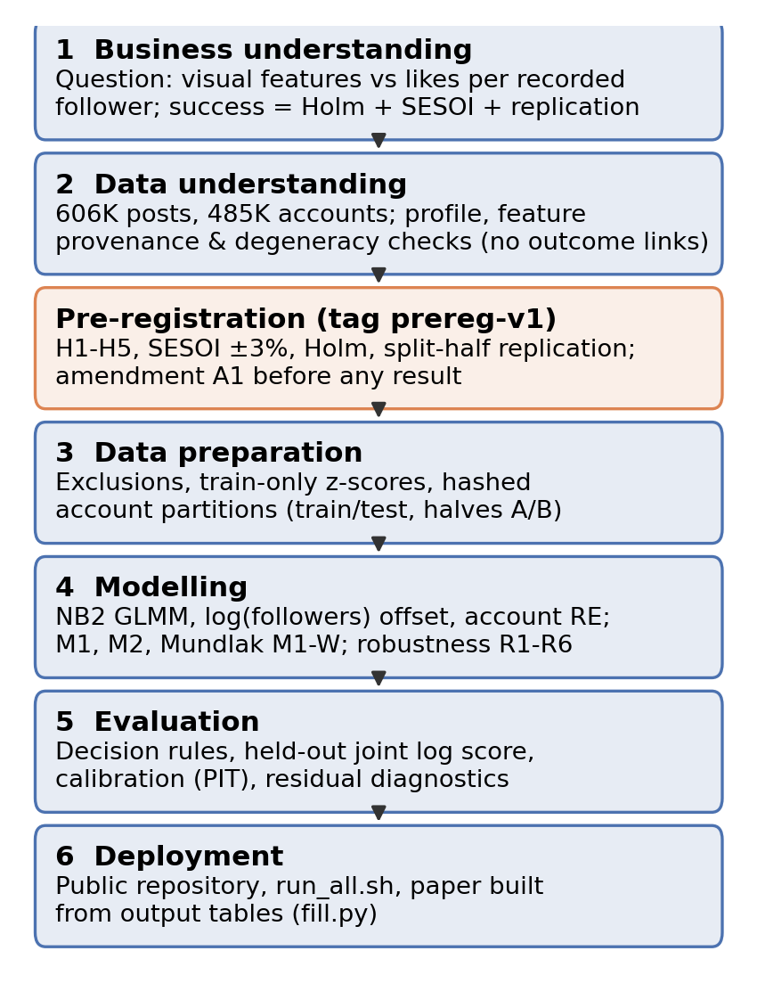 1  Business understanding
Question: visual features vs likes per recorded
follower; success = Holm + SESOI + replication
2  Data understanding
606K posts, 485K accounts; profile, feature
provenance & degeneracy checks (no outcome links)
Pre-registration (tag prereg-v1)
H1-H5, SESOI ±3%, Holm, split-half replication;
amendment A1 before any result
3  Data preparation
Exclusions, train-only z-scores, hashed
account partitions (train/test, halves A/B)
4  Modelling
NB2 GLMM, log(followers) offset, account RE;
M1, M2, Mundlak M1-W; robustness R1-R6
5  Evaluation
Decision rules, held-out joint log score,
calibration (PIT), residual diagnostics
6  Deployment
Public repository, run_all.sh, paper built
from output tables (fill.py)